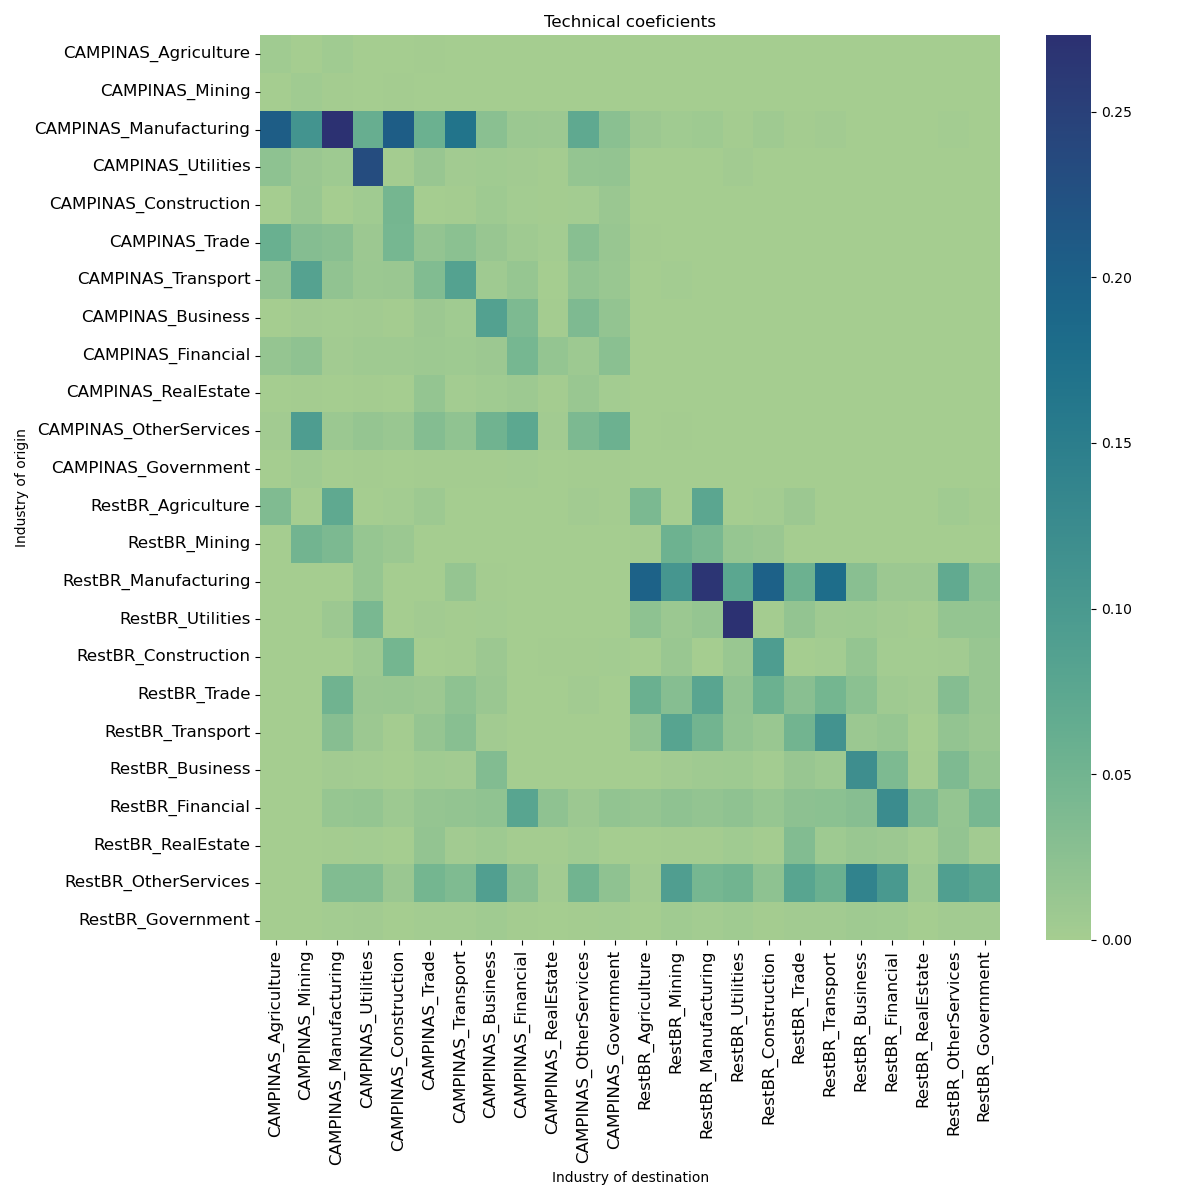 Technical coeficients
Industry of origin
CAMPINAS_Agriculture
CAMPINAS_Mining
CAMPINAS_Manufacturing
CAMPINAS_Utilities
CAMPINAS_Construction
CAMPINAS_Trade
CAMPINAS_Transport
CAMPINAS_Business
CAMPINAS_Financial
CAMPINAS_RealEstate
CAMPINAS_OtherServices
CAMPINAS_Government
RestBR_Agriculture
RestBR_Mining
RestBR_Manufacturing
RestBR_Utilities
RestBR_Construction
RestBR_Trade
RestBR_Transport
RestBR_Business
RestBR_Financial
RestBR_RealEstate
RestBR_OtherServices
RestBR_Government
CAMPINAS_Agriculture
CAMPINAS_Mining
CAMPINAS_Manufacturing
CAMPINAS_Utilities
CAMPINAS_Construction
CAMPINAS_Trade
CAMPINAS_Transport
CAMPINAS_Business
CAMPINAS_Financial
CAMPINAS_RealEstate
CAMPINAS_OtherServices
CAMPINAS_Government
RestBR_Agriculture
RestBR_Mining
RestBR_Manufacturing
RestBR_Utilities
RestBR_Construction
RestBR_Trade
RestBR_Transport
RestBR_Business
RestBR_Financial
RestBR_RealEstate
RestBR_OtherServices
RestBR_Government
Industry of destination
0.25
0.20
0.15
0.10
0.05
0.00